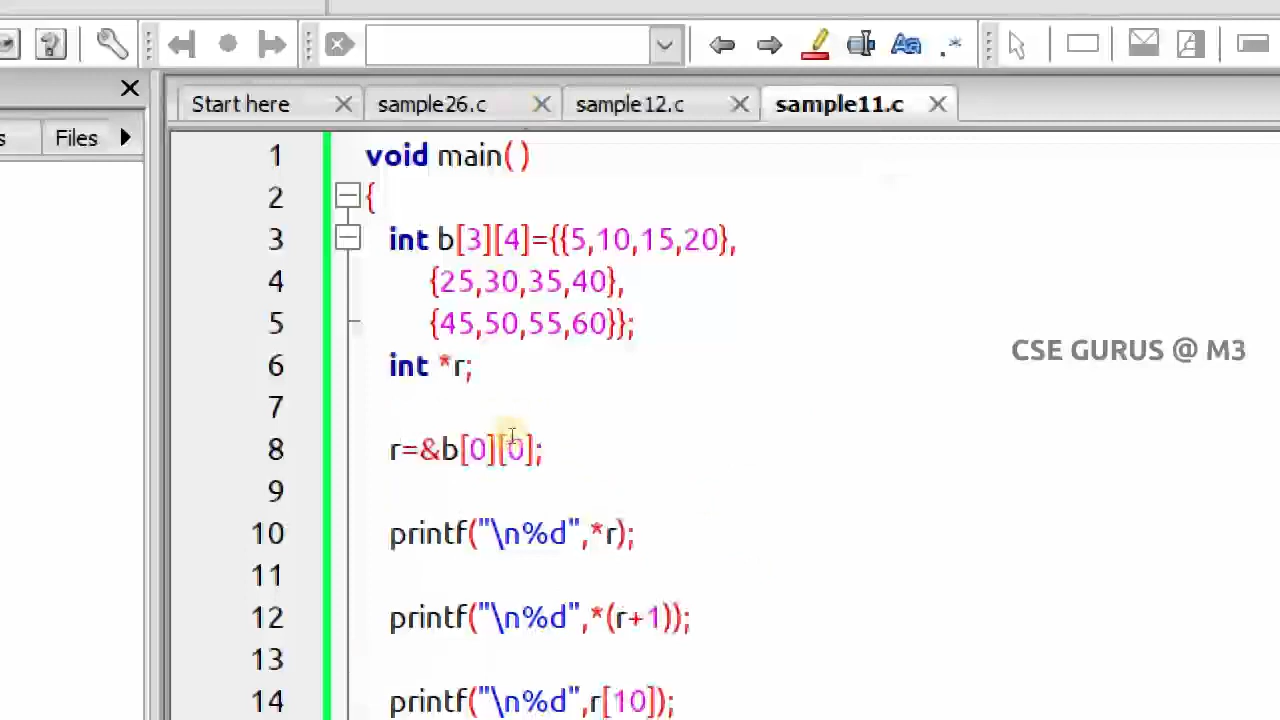 Start here
sample26.c
sample12.c
sample11.c
s
Files
1 void main()
2 {
3 int b[3][4]={{5,10,15,20},
4 {25,30,35,40},
5 {45,50,55,60}};
6 int *r;
7
8 r=&b[0][0];
9
10 printf("\n%d",*r);
11
12 printf("\n%d",*(r+1));
13
14 printf("\n%d",r[10]);
CSE GURUS @ M3